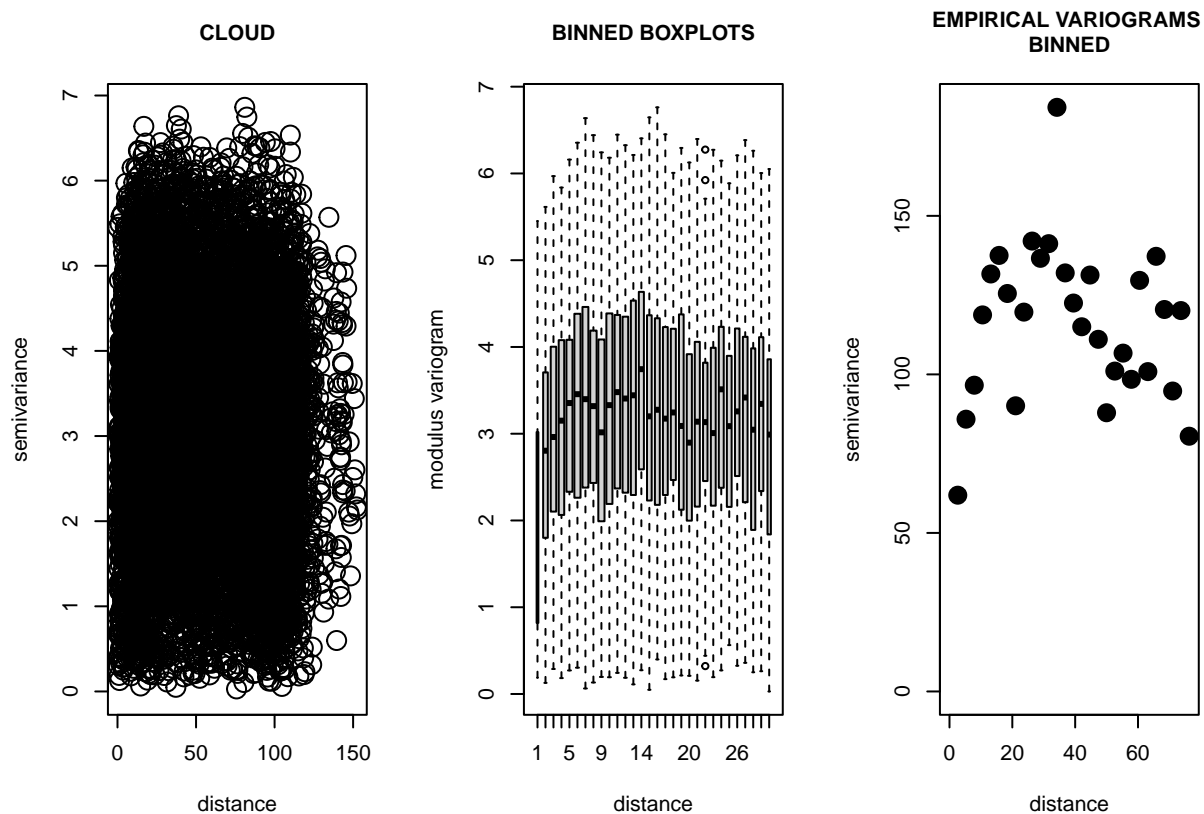 CLOUD
semivariance
7
6
5
4
3
2
1
0
0 50 100 150
distance
BINNED BOXPLOTS
modulus variogram
7
6
5
4
3
2
1
0
1 5 9 14 20 26
distance
EMPIRICAL VARIOGRAMS
BINNED
semivariance
150
100
50
0
0 20 40 60
distance